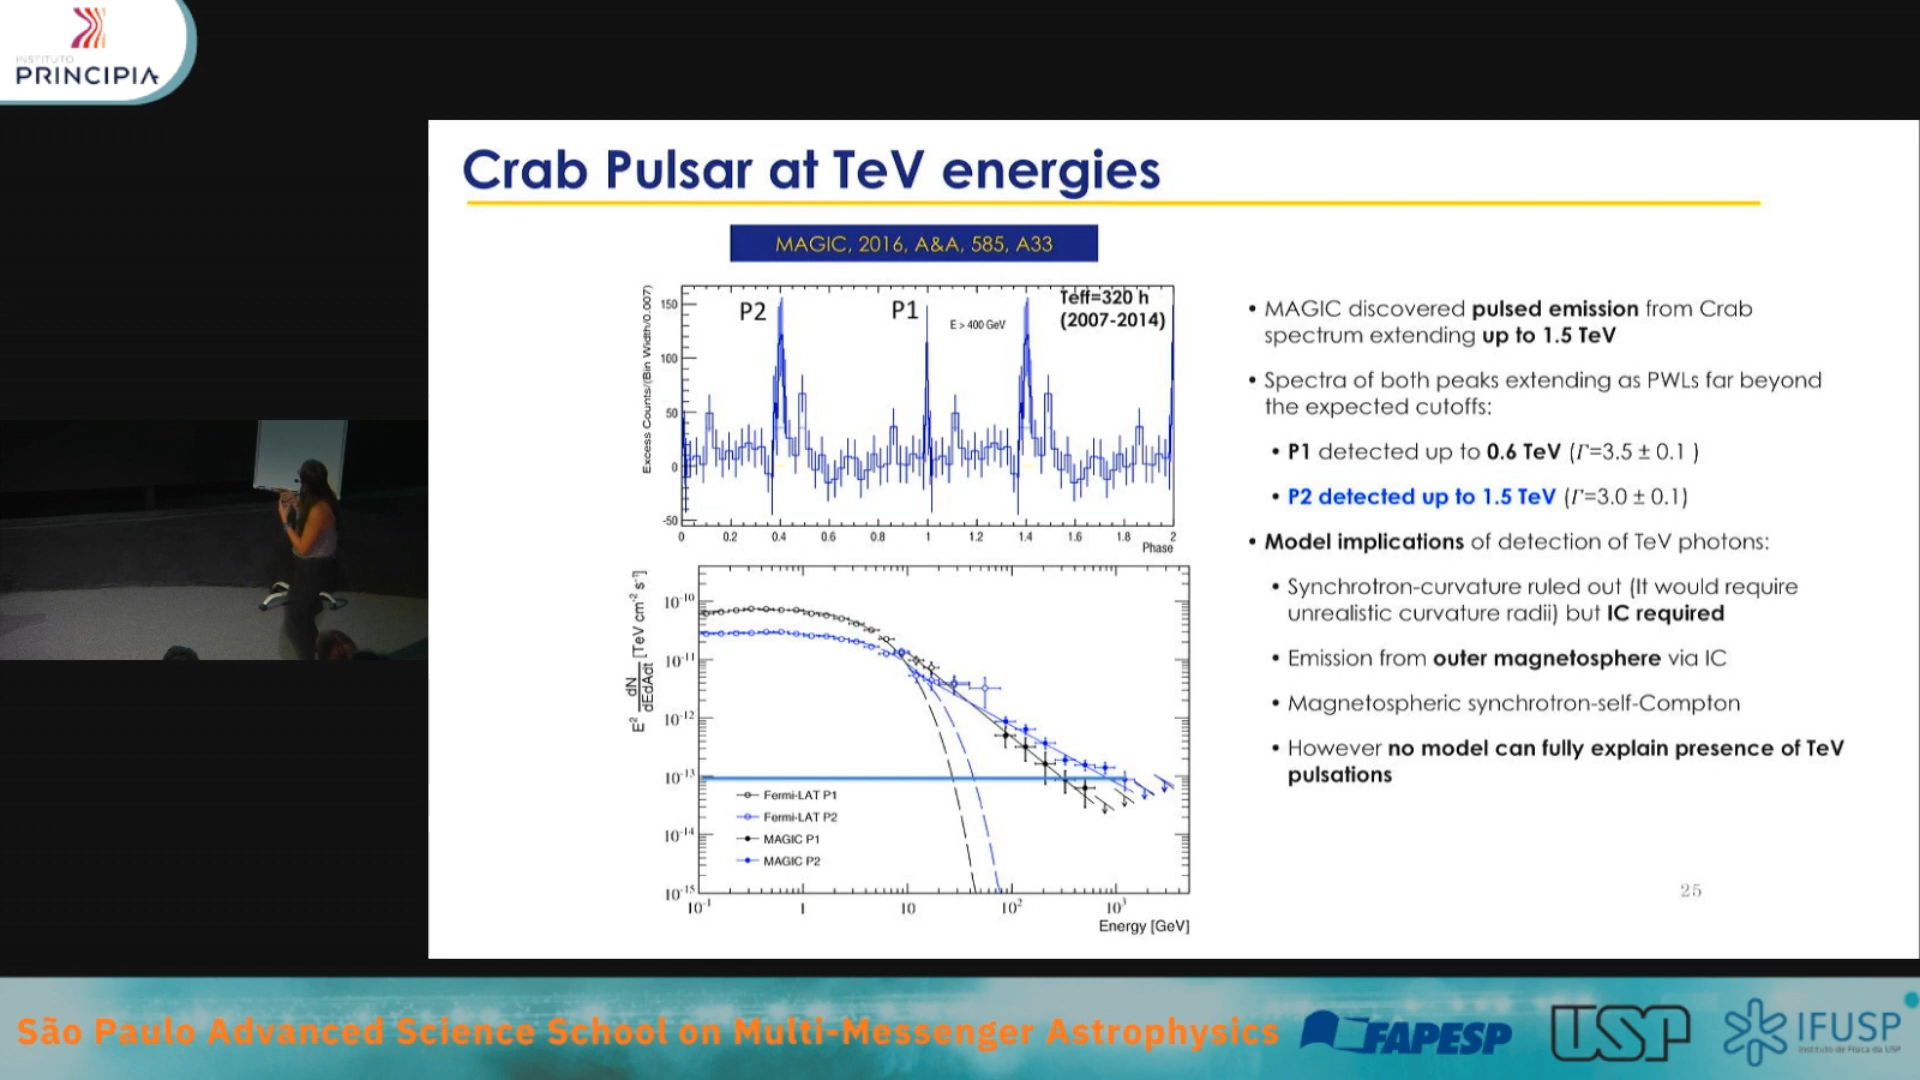 INSTITUTO
PRINCIPIA
Crab Pulsar at TeV energies
MAGIC, 2016, A&A, 585, A33
Excess Counts/(Bin Width/0.007)
150
100
50
0
-50
P2
P1
E > 400 GeV
Teff=320 h
(2007-2014)
0 0.2 0.4 0.6 0.8 1 1.2 1.4 1.6 1.8 2
Phase
E² dN/dEdAdt [TeV cm⁻² s⁻¹]
10⁻¹⁰
10⁻¹¹
10⁻¹²
10⁻¹³
10⁻¹⁴
10⁻¹⁵
Fermi-LAT P1
Fermi-LAT P2
MAGIC P1
MAGIC P2
10⁻¹ 1 10 10² 10³
Energy [GeV]
• MAGIC discovered pulsed emission from Crab
spectrum extending up to 1.5 TeV
• Spectra of both peaks extending as PWLs far beyond
the expected cutoffs:
• P1 detected up to 0.6 TeV (Γ=3.5 ± 0.1 )
• P2 detected up to 1.5 TeV (Γ=3.0 ± 0.1)
• Model implications of detection of TeV photons:
• Synchrotron-curvature ruled out (It would require
unrealistic curvature radii) but IC required
• Emission from outer magnetosphere via IC
• Magnetospheric synchrotron-self-Compton
• However no model can fully explain presence of TeV
pulsations
25
São Paulo Advanced Science School on Multi-Messenger Astrophysics
FAPESP
USP
IFUSP
Instituto de Física da USP